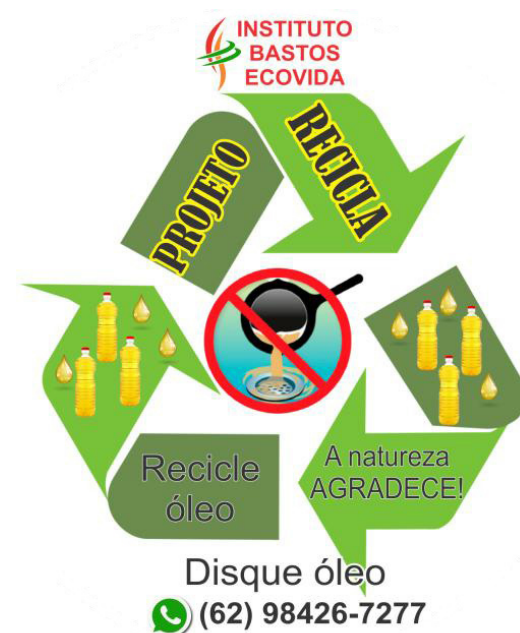 INSTITUTO
BASTOS
ECOVIDA
PROJETO
RECICLA
Recicle
óleo
A natureza
AGRADECE!
Disque óleo
(62) 98426-7277